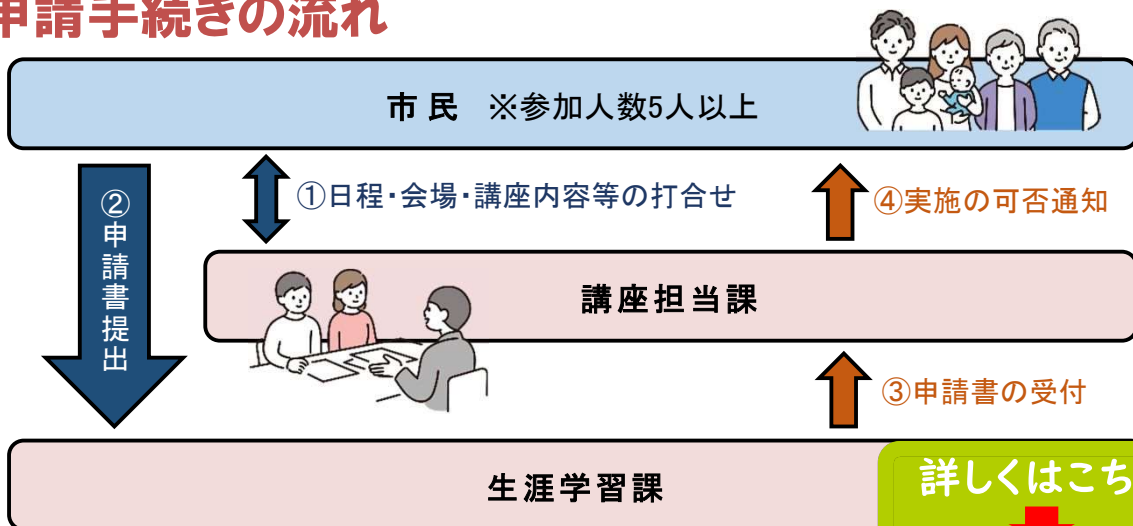 申請手続きの流れ
市民 ※参加人数5人以上
①日程・会場・講座内容等の打合せ
②申請書提出
④実施の可否通知
講座担当課
③申請書の受付
生涯学習課
詳しくはこち